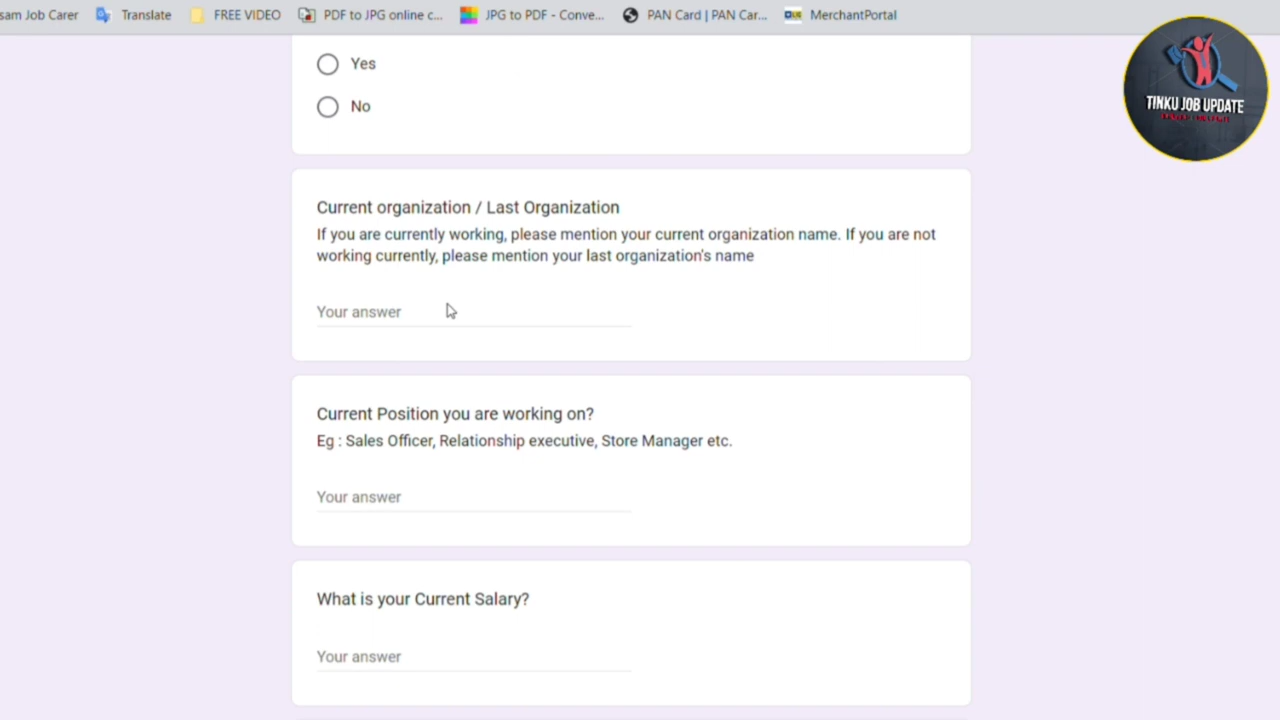 sam Job Carer Translate FREE VIDEO PDF to JPG online c... JPG to PDF - Conve... PAN Card | PAN Car... MerchantPortal
Yes
No
TINKU JOB UPDATE
Current organization / Last Organization
If you are currently working, please mention your current organization name. If you are not
working currently, please mention your last organization's name
Your answer
Current Position you are working on?
Eg : Sales Officer, Relationship executive, Store Manager etc.
Your answer
What is your Current Salary?
Your answer